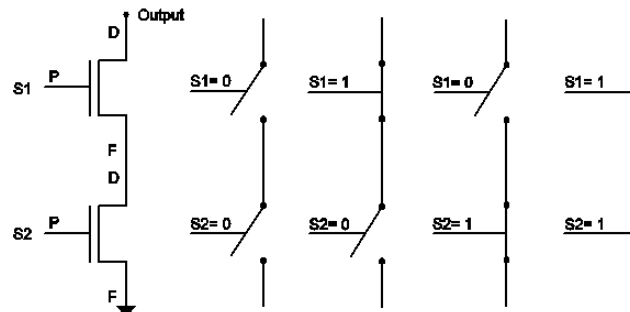 Output
D
P
S1
S1= 0
S1= 1
S1= 0
S1= 1
F
D
P
S2
S2= 0
S2= 0
S2= 1
S2= 1
F